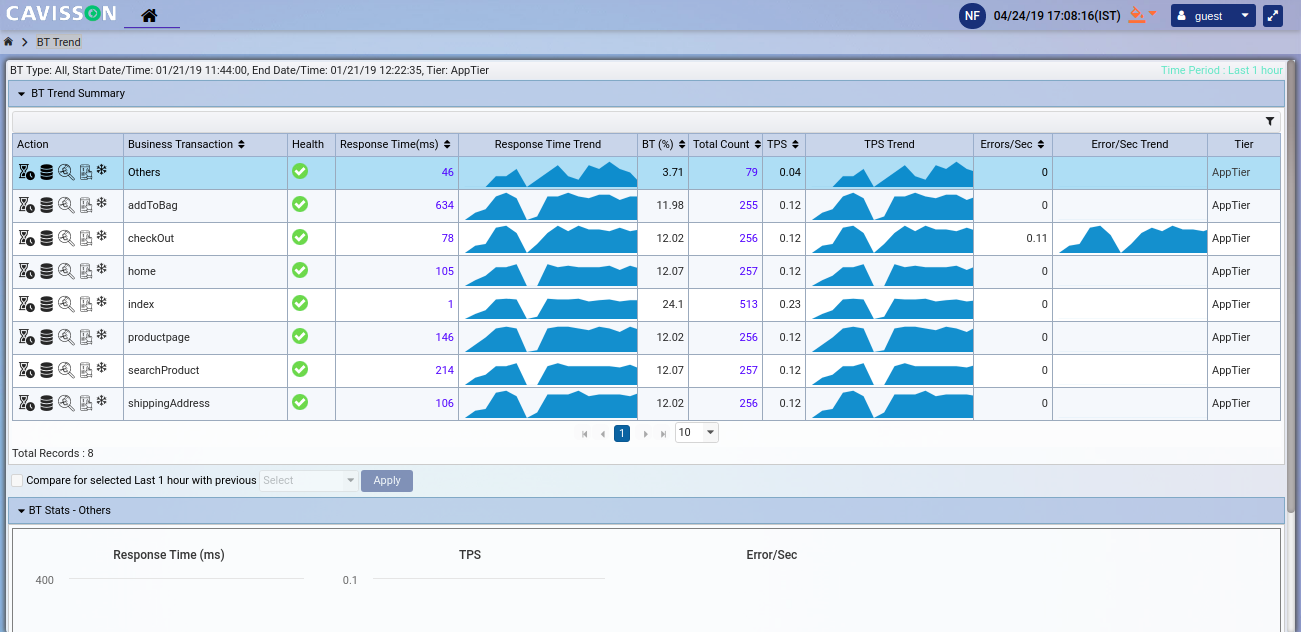 CAVISSON
NF 04/24/19 17:08:16(IST) guest
BT Trend
BT Type: All, Start Date/Time: 01/21/19 11:44:00, End Date/Time: 01/21/19 12:22:35, Tier: AppTier Time Period : Last 1 hour
BT Trend Summary
Action Business Transaction Health Response Time(ms) Response Time Trend BT (%) Total Count TPS TPS Trend Errors/Sec Error/Sec Trend Tier
Others 46 3.71 79 0.04 0 AppTier
addToBag 634 11.98 255 0.12 0 AppTier
checkOut 78 12.02 256 0.12 0.11 AppTier
home 105 12.07 257 0.12 0 AppTier
index 1 24.1 513 0.23 0 AppTier
productpage 146 12.02 256 0.12 0 AppTier
searchProduct 214 12.07 257 0.12 0 AppTier
shippingAddress 106 12.02 256 0.12 0 AppTier
1 10
Total Records : 8
Compare for selected Last 1 hour with previous Select Apply
BT Stats - Others
Response Time (ms) TPS Error/Sec
400 0.1